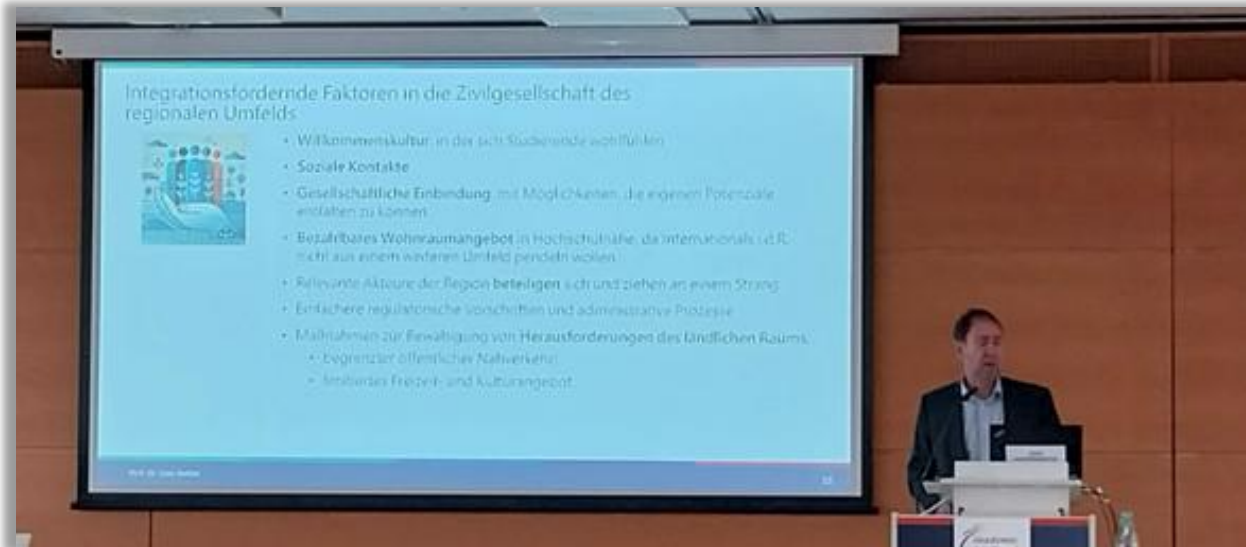 Integrationsfördernde Faktoren in die Zivilgesellschaft des
regionalen Umfelds
• Willkommenskultur, in der sich Studierende wohlfühlen
• Soziale Kontakte
• Gesellschaftliche Einbindung mit Möglichkeiten, die eigenen Potenziale
entfalten zu können
• Bezahlbares Wohnraumangebot in Hochschulnähe, da Internationals i.d.R.
nicht aus einem weiteren Umfeld pendeln wollen
• Relevante Akteure der Region beteiligen sich und ziehen an einem Strang
• Einfachere regulatorische Vorschriften und administrative Prozesse
• Maßnahmen zur Bewältigung von Herausforderungen des ländlichen Raums:
• begrenzter öffentlicher Nahverkehr
• limitiertes Freizeit- und Kulturangebot
Prof. Dr.